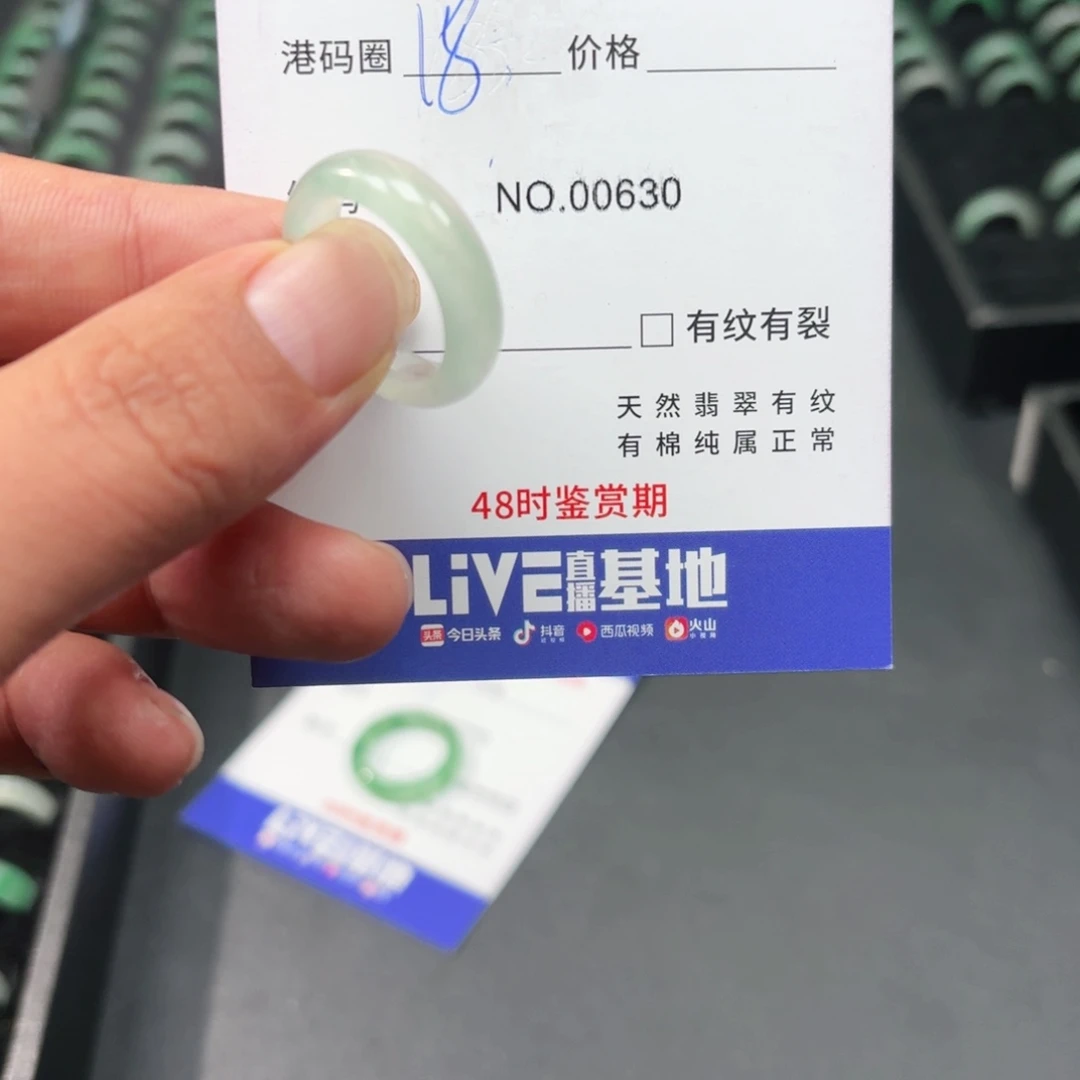 港码圈 18 价格
NO.00630
有纹有裂
天然翡翠有纹
有棉纯属正常
48时鉴赏期
LiVE直播基地
头条 今日头条 抖音 西瓜视频 火山